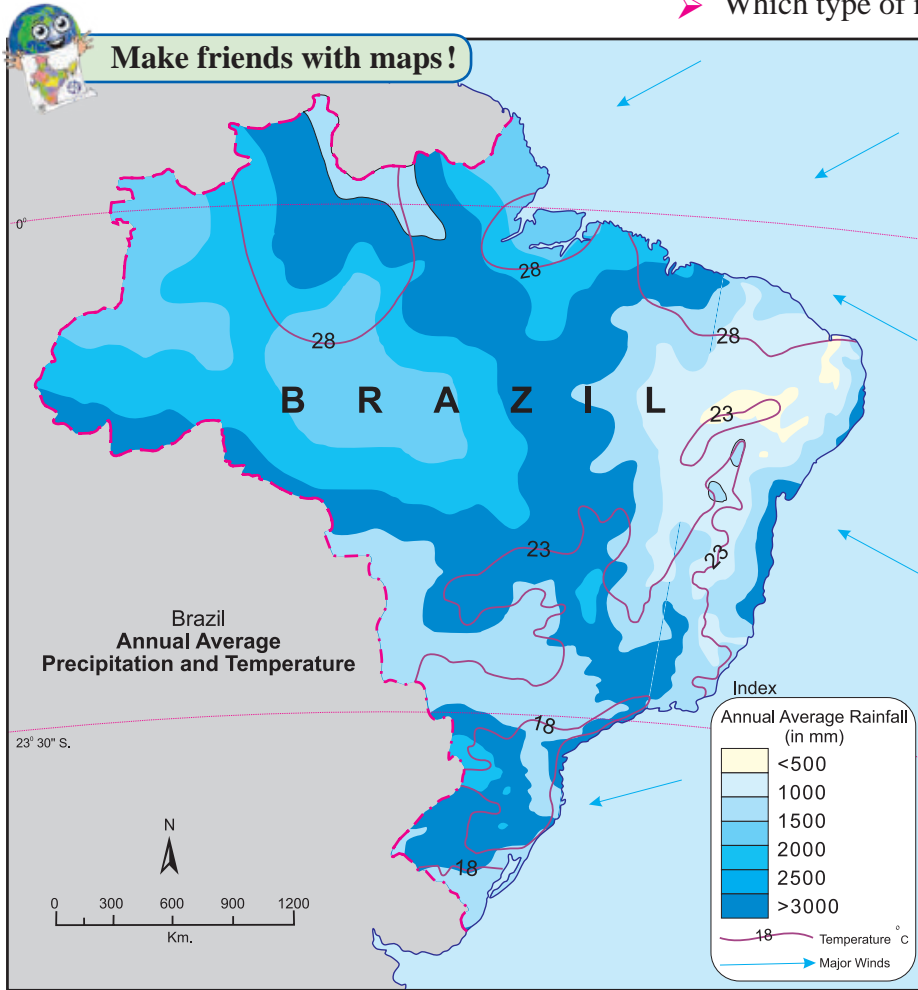 ➤ Which type of
Make friends with maps!
0°
28
28
28
B R A Z I L
23
23
23
Brazil
Annual Average
Precipitation and Temperature
18
23° 30" S.
18
N
0 300 600 900 1200
Km.
Index
Annual Average Rainfall
(in mm)
<500
1000
1500
2000
2500
>3000
18 Temperature °C
Major Winds